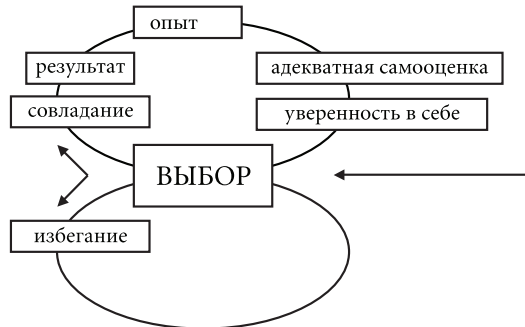 опыт
результат
адекватная самооценка
совладание
уверенность в себе
ВЫБОР
избегание